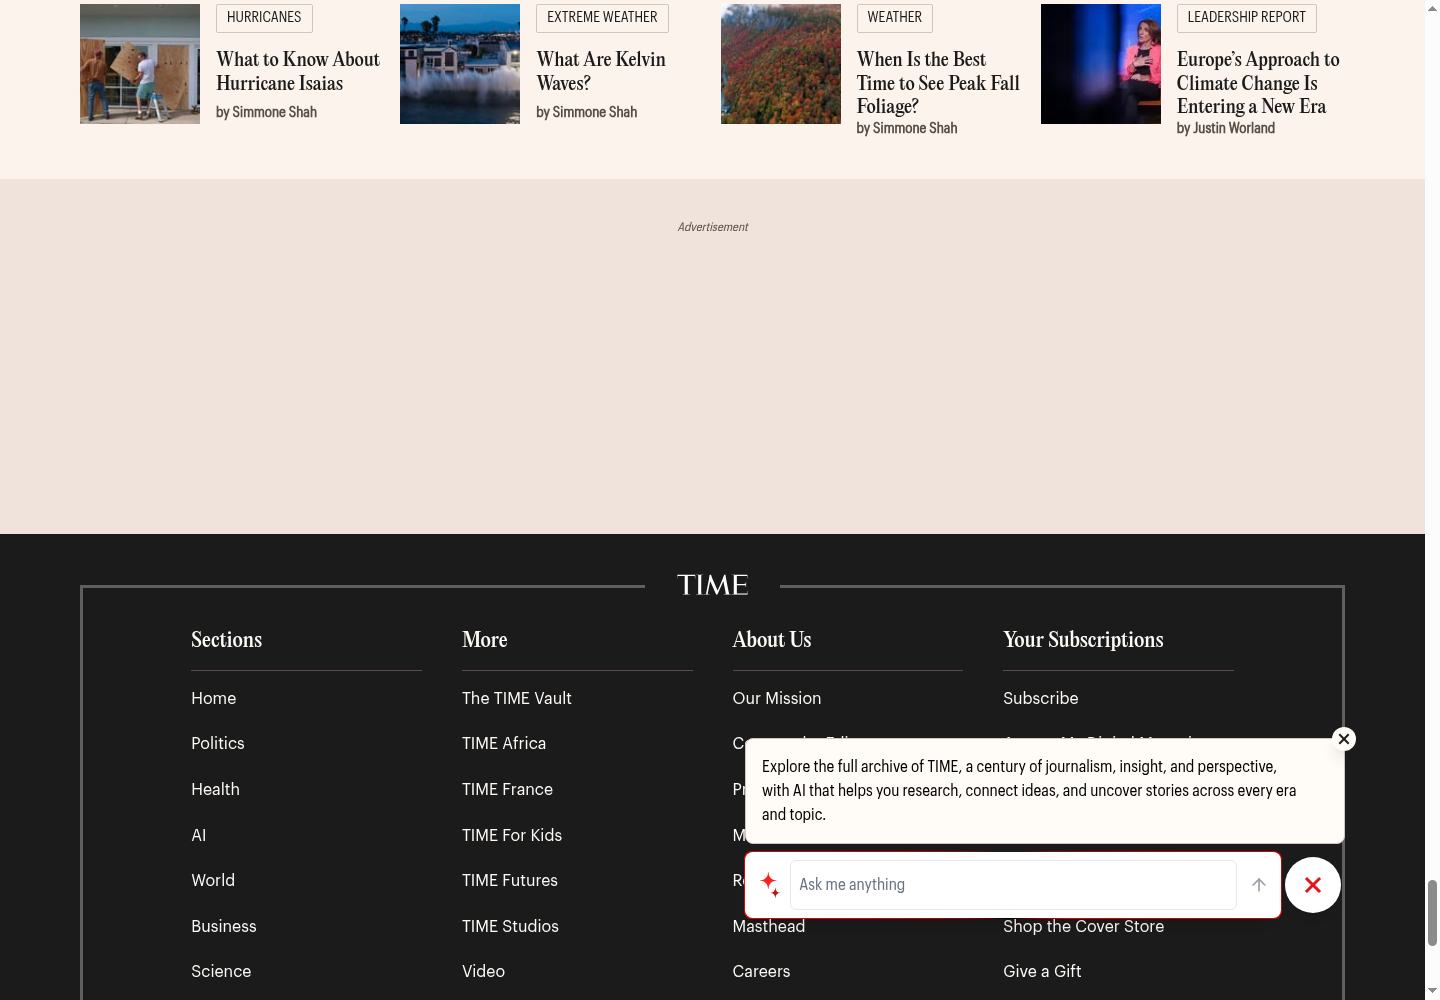 HURRICANES
What to Know About
Hurricane Isaias
by Simmone Shah
EXTREME WEATHER
What Are Kelvin
Waves?
by Simmone Shah
WEATHER
When Is the Best
Time to See Peak Fall
Foliage?
by Simmone Shah
LEADERSHIP REPORT
Europe’s Approach to
Climate Change Is
Entering a New Era
by Justin Worland
Advertisement
TIME
Sections
Home
Politics
Health
AI
World
Business
Science
More
The TIME Vault
TIME Africa
TIME France
TIME For Kids
TIME Futures
TIME Studios
Video
About Us
Our Mission
Masthead
Careers
Your Subscriptions
Subscribe
Shop the Cover Store
Give a Gift
Explore the full archive of TIME, a century of journalism, insight, and perspective,
with AI that helps you research, connect ideas, and uncover stories across every era
and topic.
Ask me anything